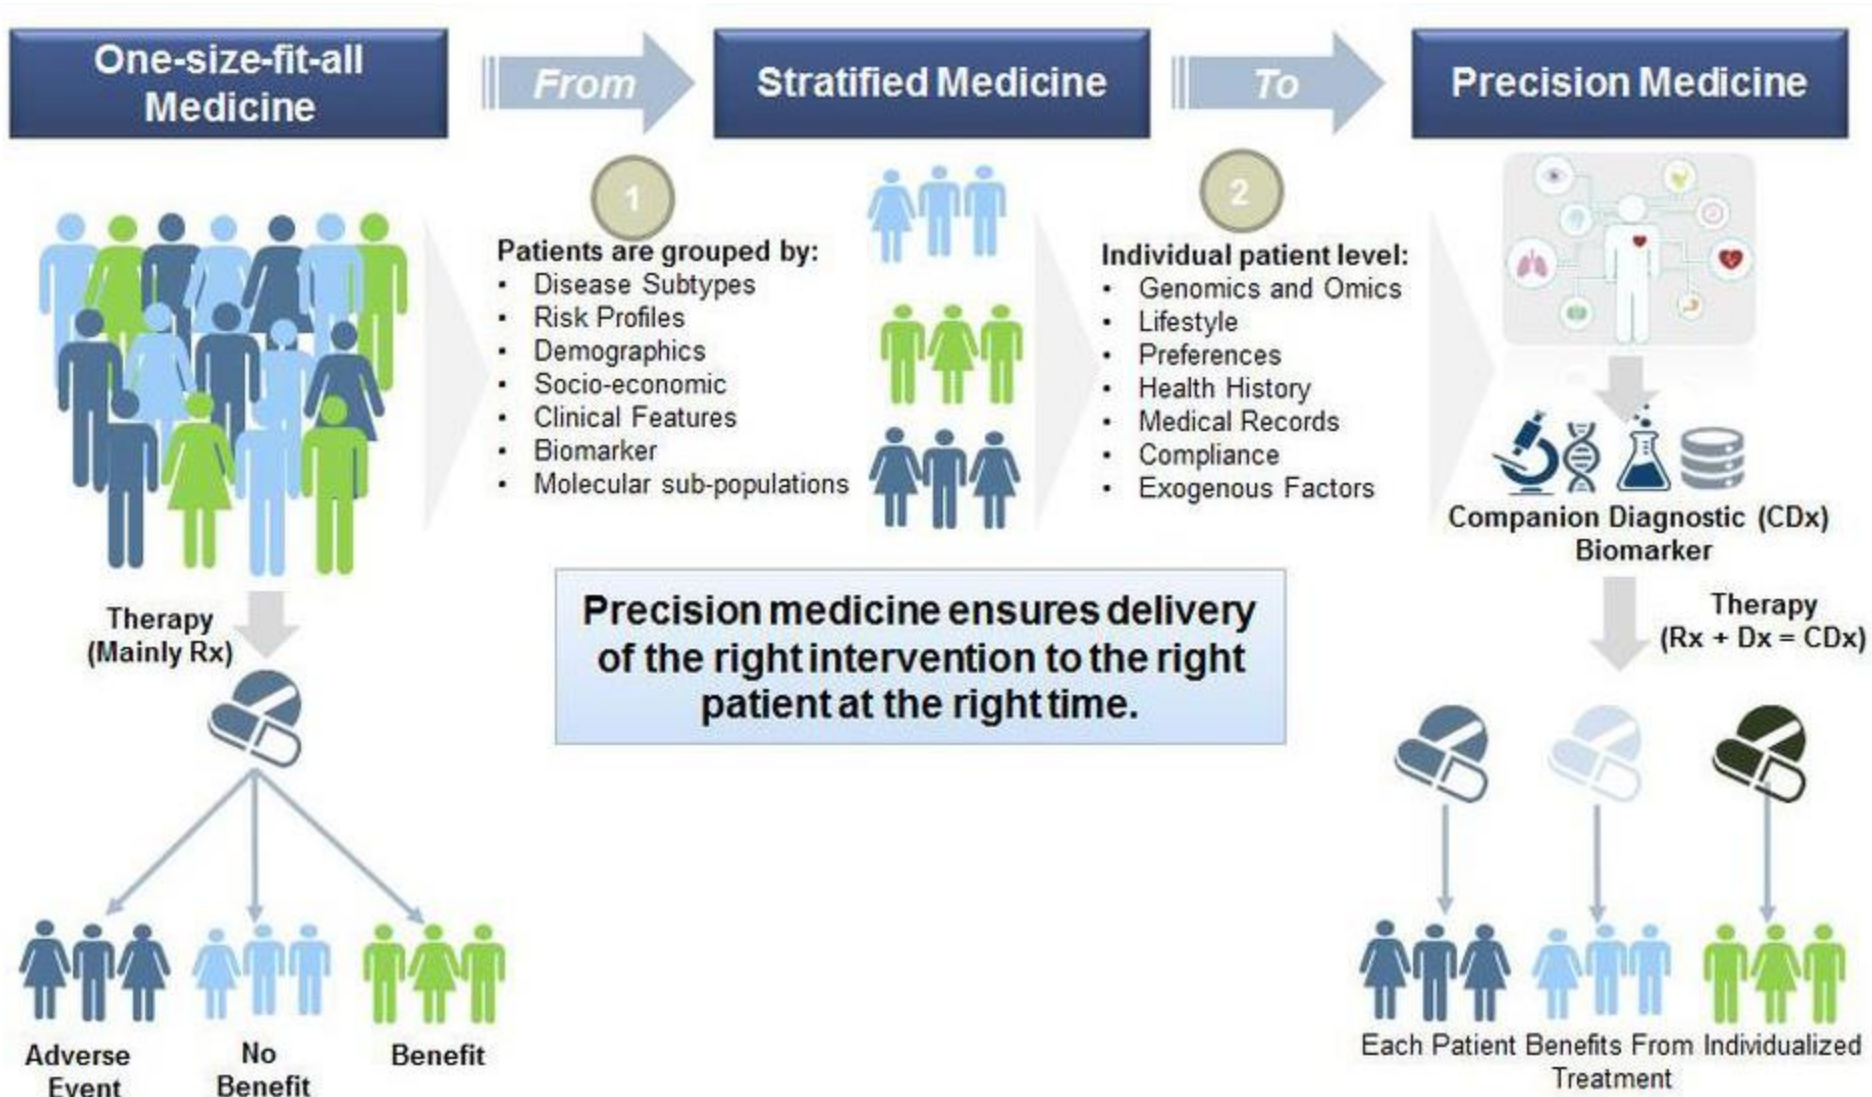 One-size-fit-all
Medicine
From
Stratified Medicine
To
Precision Medicine
1
Patients are grouped by:
• Disease Subtypes
• Risk Profiles
• Demographics
• Socio-economic
• Clinical Features
• Biomarker
• Molecular sub-populations
2
Individual patient level:
• Genomics and Omics
• Lifestyle
• Preferences
• Health History
• Medical Records
• Compliance
• Exogenous Factors
Companion Diagnostic (CDx)
Biomarker
Therapy
(Mainly Rx)
Precision medicine ensures delivery
of the right intervention to the right
patient at the right time.
Therapy
(Rx + Dx = CDx)
Adverse
Event
No
Benefit
Benefit
Each Patient Benefits From Individualized
Treatment